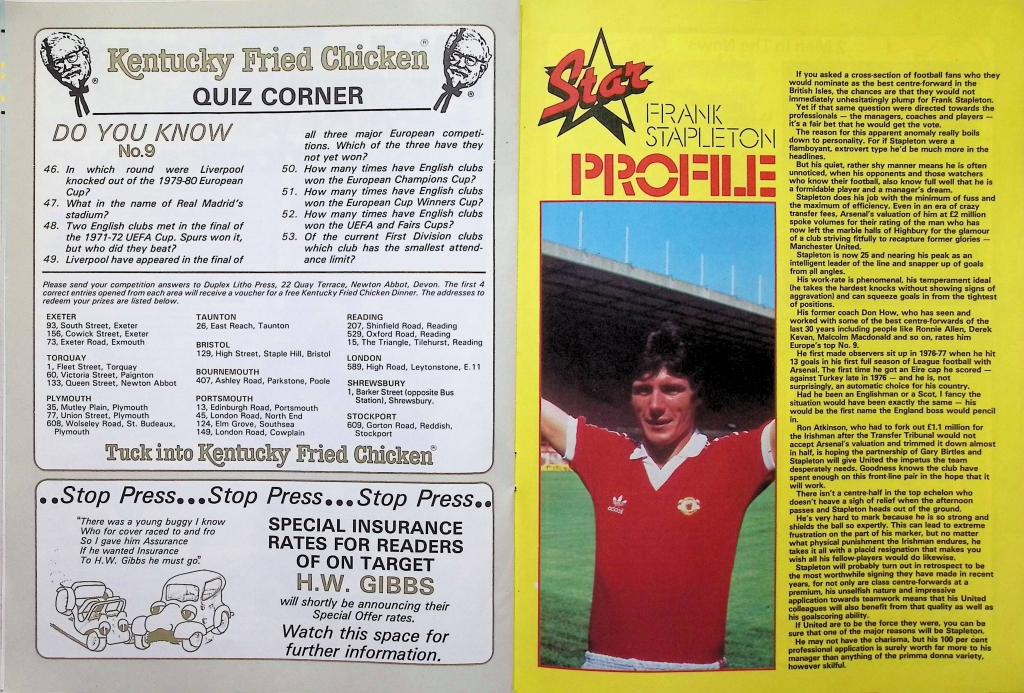 Kentucky Fried Chicken®
QUIZ CORNER
DO YOU KNOW
No.9
46. In which round were Liverpool
knocked out of the 1979-80 European
Cup?
47. What in the name of Real Madrid's
stadium?
48. Two English clubs met in the final of
the 1971-72 UEFA Cup. Spurs won it,
but who did they beat?
49. Liverpool have appeared in the final of
all three major European competi-
tions. Which of the three have they
not yet won?
50. How many times have English clubs
won the European Champions Cup?
51. How many times have English clubs
won the European Cup Winners Cup?
52. How many times have English clubs
won the UEFA and Fairs Cups?
53. Of the current First Division clubs
which club has the smallest attend-
ance limit?
Please send your competition answers to Duplex Litho Press, 22 Quay Terrace, Newton Abbot, Devon. The first 4
correct entries opened from each area will receive a voucher for a free Kentucky Fried Chicken Dinner. The addresses to
redeem your prizes are listed below.
EXETER
93, South Street, Exeter
156, Cowick Street, Exeter
73, Exeter Road, Exmouth
TORQUAY
1, Fleet Street, Torquay
60, Victoria Street, Paignton
133, Queen Street, Newton Abbot
PLYMOUTH
35, Mutley Plain, Plymouth
77, Union Street, Plymouth
608, Wolseley Road, St. Budeaux,
Plymouth
TAUNTON
26, East Reach, Taunton
BRISTOL
129, High Street, Staple Hill, Bristol
BOURNEMOUTH
407, Ashley Road, Parkstone, Poole
PORTSMOUTH
13, Edinburgh Road, Portsmouth
45, London Road, North End
124, Elm Grove, Southsea
149, London Road, Cowplain
READING
207, Shinfield Road, Reading
529, Oxford Road, Reading
15, The Triangle, Tilehurst, Reading
LONDON
589, High Road, Leytonstone, E.11
SHREWSBURY
1, Barker Street (opposite Bus
Station), Shrewsbury.
STOCKPORT
609, Gorton Road, Reddish,
Stockport
Tuck into Kentucky Fried Chicken®
..Stop Press...Stop Press...Stop Press..
"There was a young buggy I know
Who for cover raced to and fro
So I gave him Assurance
If he wanted Insurance
To H.W. Gibbs he must go".
SPECIAL INSURANCE
RATES FOR READERS
OF ON TARGET
H.W. GIBBS
will shortly be announcing their
Special Offer rates.
Watch this space for
further information.
Star
FRANK
STAPLETON
PROFILE
adidas
If you asked a cross-section of football fans who they
would nominate as the best centre-forward in the
British Isles, the chances are that they would not
immediately unhesitatingly plump for Frank Stapleton.
Yet if that same question were directed towards the
professionals — the managers, coaches and players —
it's a fair bet that he would get the vote.
The reason for this apparent anomaly really boils
down to personality. For if Stapleton were a
flamboyant, extrovert type he'd be much more in the
headlines.
But his quiet, rather shy manner means he is often
unnoticed, when his opponents and those watchers
who know their football, also know full well that he is
a formidable player and a manager's dream.
Stapleton does his job with the minimum of fuss and
the maximum of efficiency. Even in an era of crazy
transfer fees, Arsenal's valuation of him at £2 million
spoke volumes for their rating of the man who has
now left the marble halls of Highbury for the glamour
of a club striving fitfully to recapture former glories —
Manchester United.
Stapleton is now 25 and nearing his peak as an
intelligent leader of the line and snapper up of goals
from all angles.
His work-rate is phenomenal, his temperament ideal
(he takes the hardest knocks without showing signs of
aggravation) and can squeeze goals in from the tightest
of positions.
His former coach Don How, who has seen and
worked with some of the best centre-forwards of the
last 30 years including people like Ronnie Allen, Derek
Kevan, Malcolm Macdonald and so on, rates him
Europe's top No. 9.
He first made observers sit up in 1976-77 when he hit
13 goals in his first full season of League football with
Arsenal. The first time he got an Eire cap he scored —
against Turkey late in 1976 — and he is, not
surprisingly, an automatic choice for his country.
Had he been an Englishman or a Scot, I fancy the
situation would have been exactly the same — his
would be the first name the England boss would pencil
in.
Ron Atkinson, who had to fork out £1.1 million for
the Irishman after the Transfer Tribunal would not
accept Arsenal's valuation and trimmed it down almost
in half, is hoping the partnership of Gary Birtles and
Stapleton will give United the impetus the team
desperately needs. Goodness knows the club have
spent enough on this front-line pair in the hope that it
will work.
There isn't a centre-half in the top echelon who
doesn't heave a sigh of relief when the afternoon
passes and Stapleton heads out of the ground.
He's very hard to mark because he is so strong and
shields the ball so expertly. This can lead to extreme
frustration on the part of his marker, but no matter
what physical punishment the Irishman endures, he
takes it all with a placid resignation that makes you
wish all his fellow-players would do likewise.
Stapleton will probably turn out in retrospect to be
the most worthwhile signing they have made in recent
years, for not only are class centre-forwards at a
premium, his unselfish nature and impressive
application towards teamwork means that his United
colleagues will also benefit from that quality as well as
his goalscoring ability.
If United are to be the force they were, you can be
sure that one of the major reasons will be Stapleton.
He may not have the charisma, but his 100 per cent
professional application is surely worth far more to his
manager than anything of the primma donna variety,
however skilful.